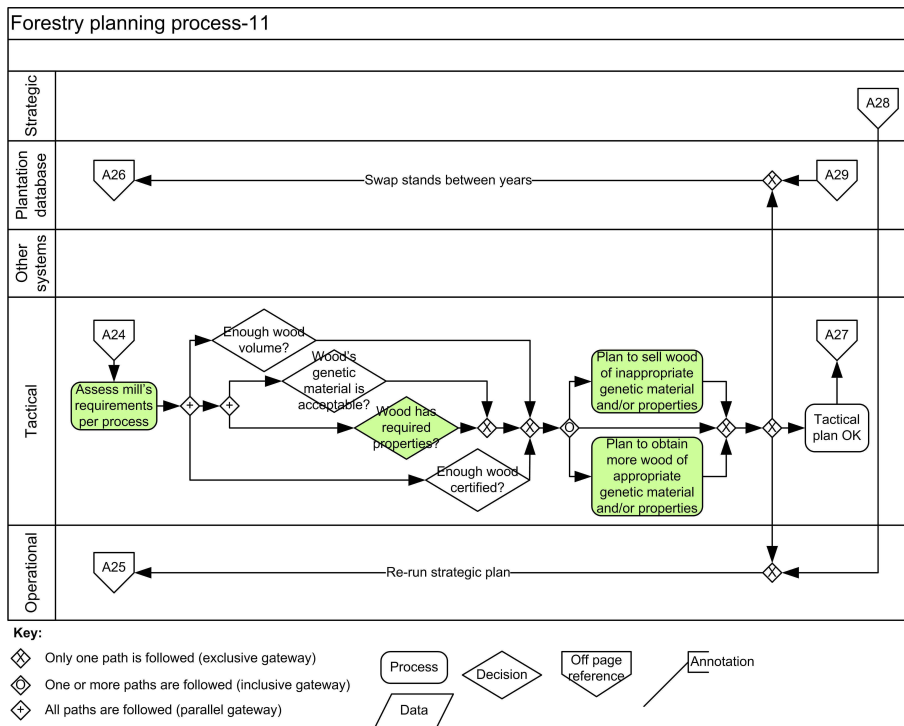 Forestry planning process-11
Strategic
A28
Plantation
database
A26
Swap stands between years
X
A29
Other
systems
Tactical
A24
Assess mill's
requirements
per process
+
+
Enough wood
volume?
Wood's
genetic
material is
acceptable?
Wood has
required
properties?
Enough wood
certified?
X
X
O
Plan to sell wood
of inappropriate
genetic material
and/or properties
Plan to obtain
more wood of
appropriate
genetic material
and/or properties
X
X
A27
Tactical
plan OK
Operational
A25
Re-run strategic plan
X
Key:
X Only one path is followed (exclusive gateway)
O One or more paths are followed (inclusive gateway)
+ All paths are followed (parallel gateway)
Process
Data
Decision
Off page
reference
Annotation